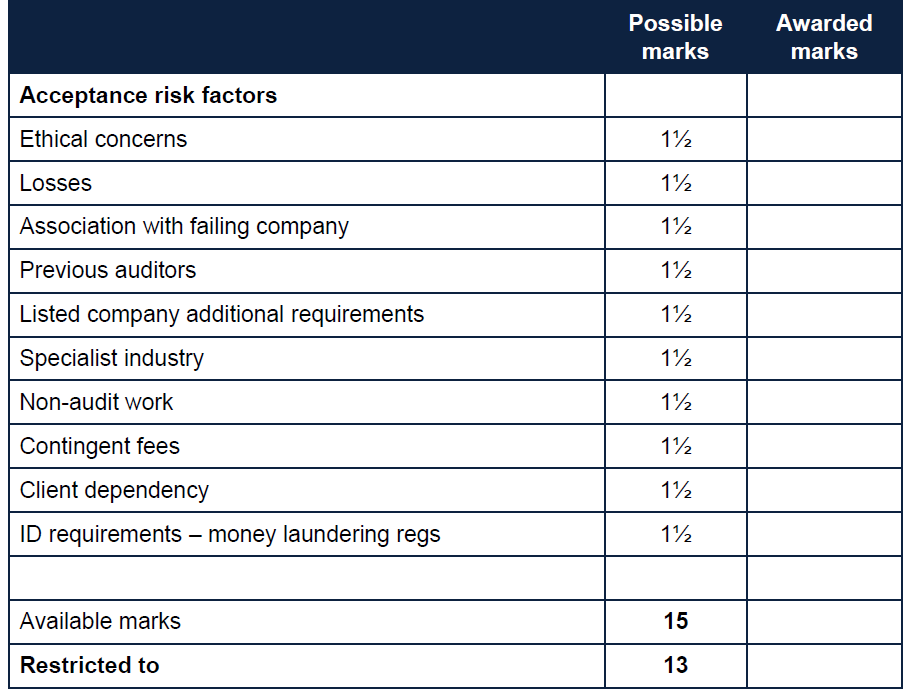 Possible marks Awarded marks
Acceptance risk factors
Ethical concerns 1½
Losses 1½
Association with failing company 1½
Previous auditors 1½
Listed company additional requirements 1½
Specialist industry 1½
Non-audit work 1½
Contingent fees 1½
Client dependency 1½
ID requirements – money laundering regs 1½
Available marks 15
Restricted to 13